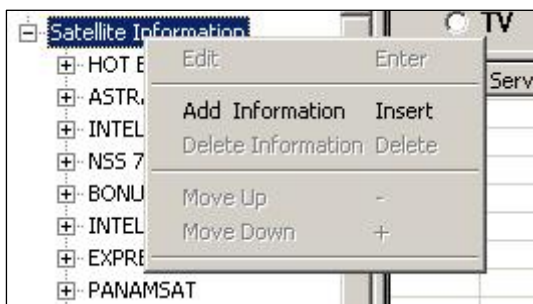 Satellite Information
TV
HOT
Edit Enter
Serv
ASTR
Add Information Insert
INTEL
Delete Information Delete
NSS 7
BONU
Move Up -
INTEL
Move Down +
EXPRE
PANAMSAT